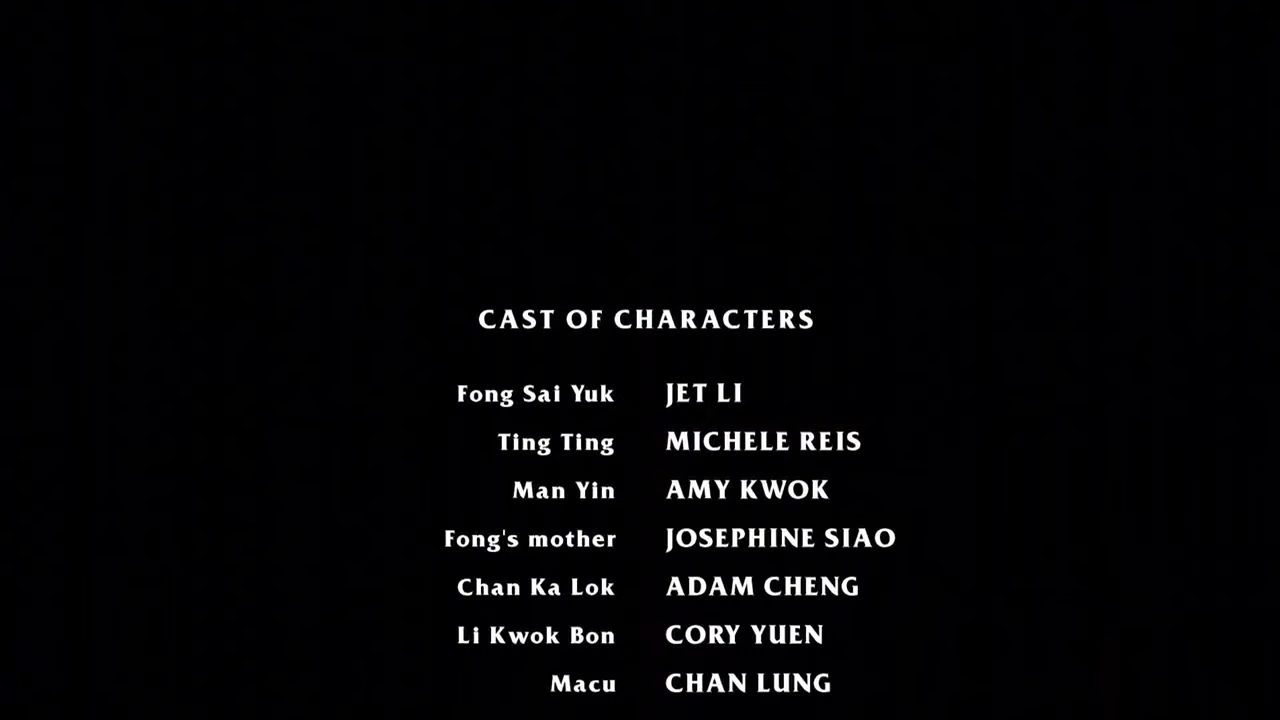 CAST OF CHARACTERS
Fong Sai Yuk JET LI
Ting Ting MICHELE REIS
Man Yin AMY KWOK
Fong's mother JOSEPHINE SIAO
Chan Ka Lok ADAM CHENG
Li Kwok Bon CORY YUEN
Macu CHAN LUNG